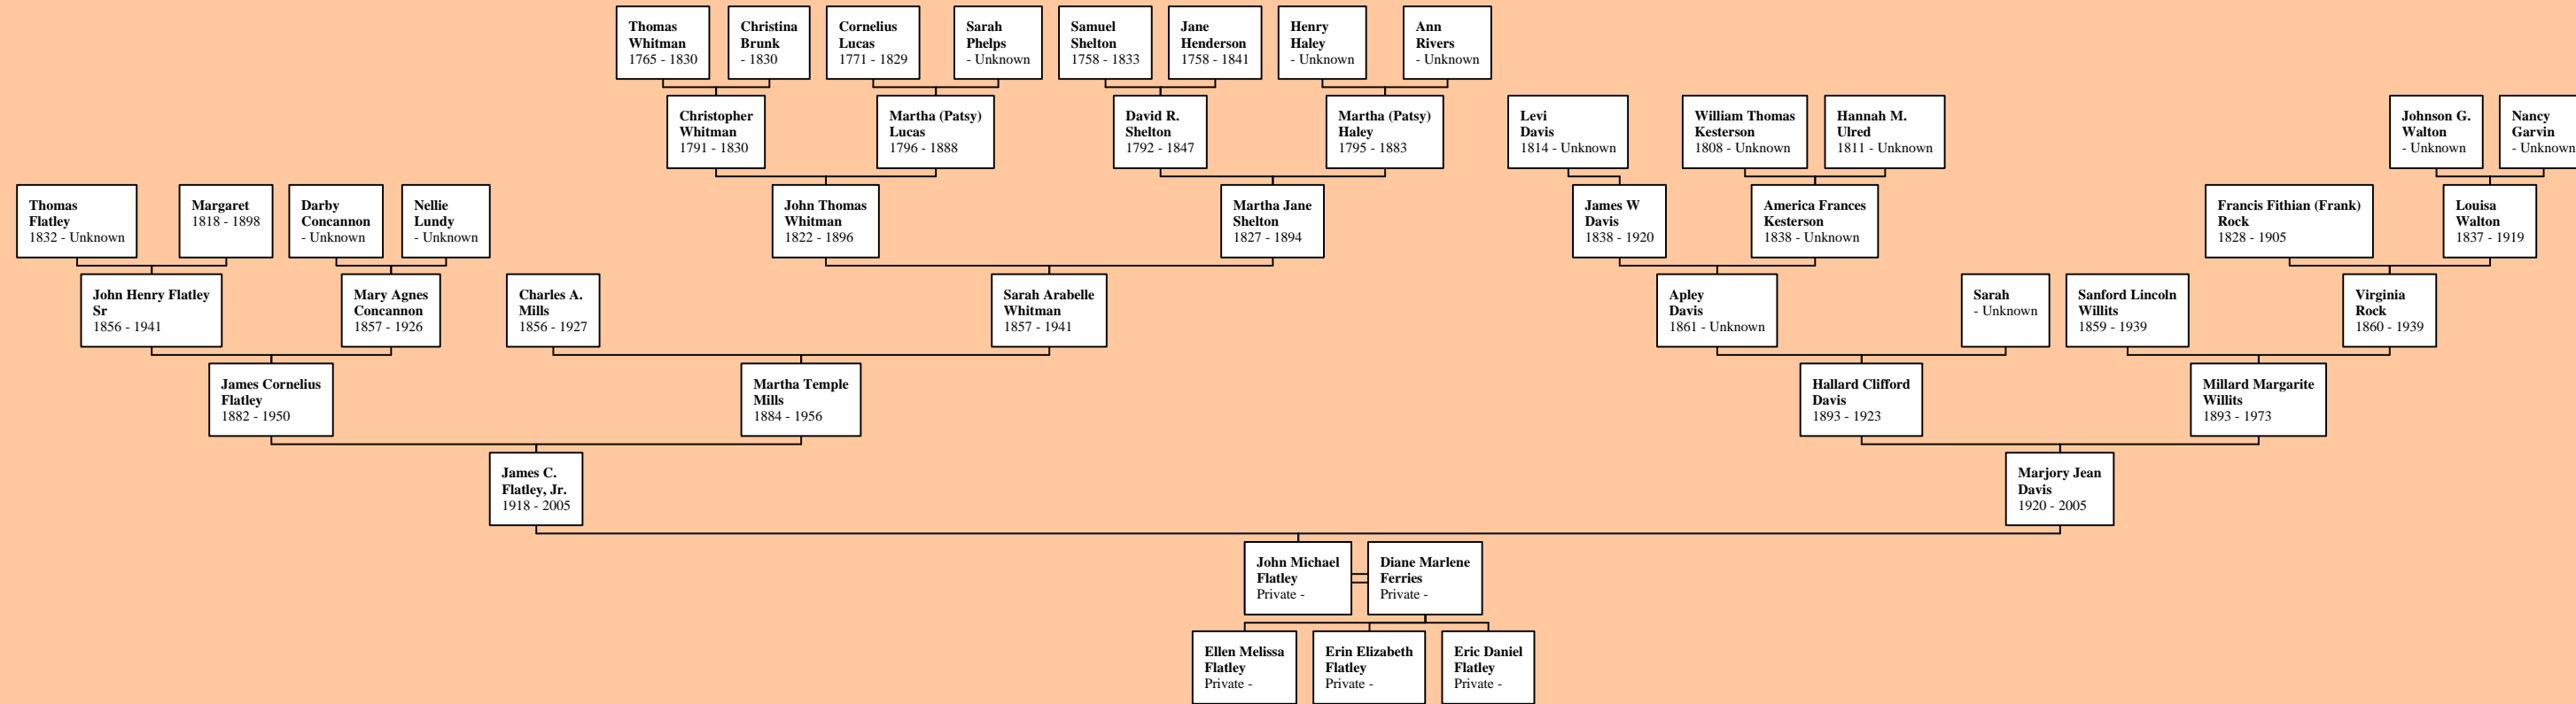 Thomas
Whitman
1765 - 1830
Christina
Brunk
- 1830
Cornelius
Lucas
1771 - 1829
Sarah
Phelps
- Unknown
Samuel
Shelton
1758 - 1833
Jane
Henderson
1758 - 1841
Henry
Haley
- Unknown
Ann
Rivers
- Unknown
Christopher
Whitman
1791 - 1830
Martha (Patsy)
Lucas
1796 - 1888
David R.
Shelton
1792 - 1847
Martha (Patsy)
Haley
1795 - 1883
Levi
Davis
1814 - Unknown
William Thomas
Kesterson
1808 - Unknown
Hannah M.
Ulred
1811 - Unknown
Johnson G.
Walton
- Unknown
Nancy
Garvin
- Unknown
Thomas
Flatley
1832 - Unknown
Margaret
1818 - 1898
Darby
Concannon
- Unknown
Nellie
Lundy
- Unknown
John Thomas
Whitman
1822 - 1896
Martha Jane
Shelton
1827 - 1894
James W
Davis
1838 - 1920
America Frances
Kesterson
1838 - Unknown
Francis Fithian (Frank)
Rock
1828 - 1905
Louisa
Walton
1837 - 1919
John Henry Flatley
Sr
1856 - 1941
Mary Agnes
Concannon
1857 - 1926
Charles A.
Mills
1856 - 1927
Sarah Arabelle
Whitman
1857 - 1941
Apley
Davis
1861 - Unknown
Sarah
- Unknown
Sanford Lincoln
Willits
1859 - 1939
Virginia
Rock
1860 - 1939
James Cornelius
Flatley
1882 - 1950
Martha Temple
Mills
1884 - 1956
Hallard Clifford
Davis
1893 - 1923
Millard Margarite
Willits
1893 - 1973
James C.
Flatley, Jr.
1918 - 2005
Marjory Jean
Davis
1920 - 2005
John Michael
Flatley
Private -
Diane Marlene
Ferries
Private -
Ellen Melissa
Flatley
Private -
Erin Elizabeth
Flatley
Private -
Eric Daniel
Flatley
Private -